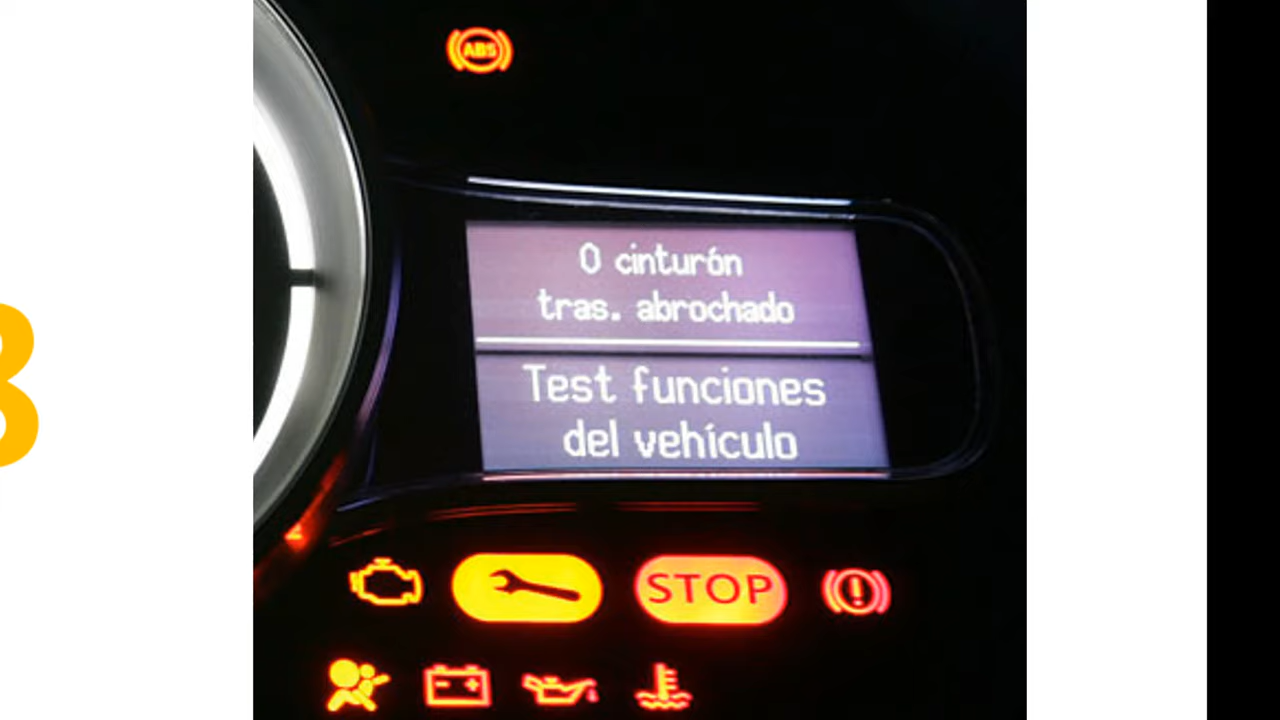 ABS
0 cinturón
tras. abrochado
Test funciones
del vehículo
STOP